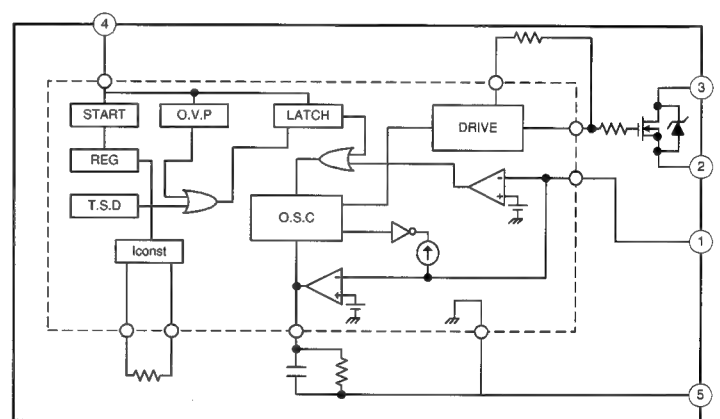 4
START
O.V.P
LATCH
DRIVE
3
REG
2
T.S.D
O.S.C
1
Iconst
5